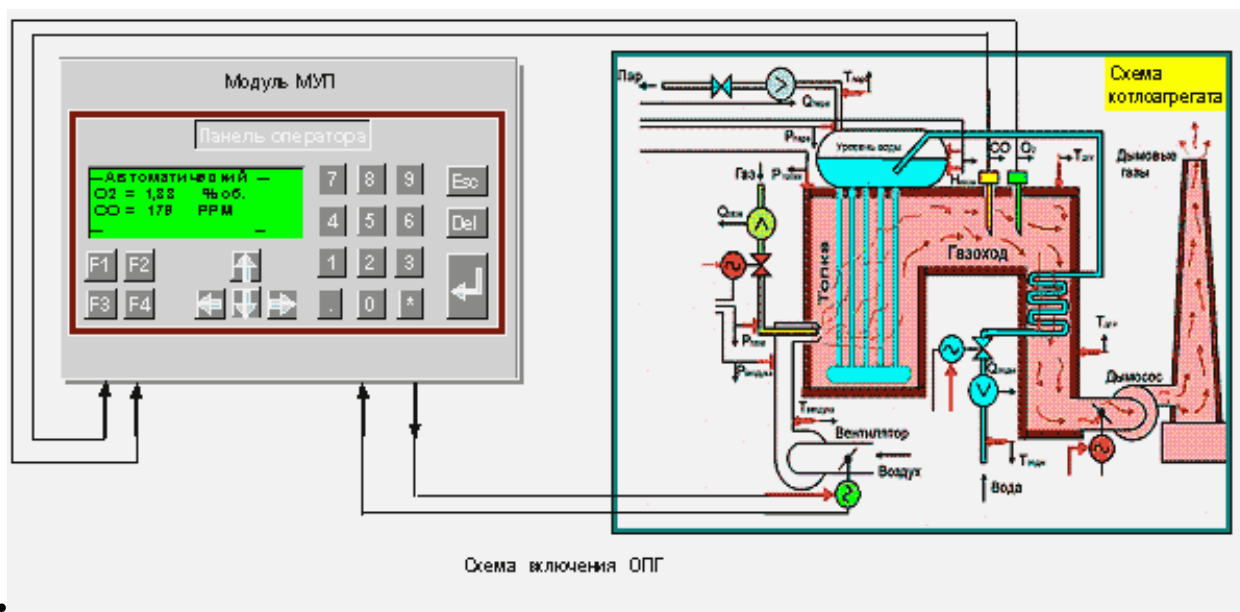 Модуль МУП
Панель оператора
—Автоматический —
O2 = 1,88 %об.
CO = 178 PPM
7 8 9 Esc
4 5 6 Del
1 2 3
. 0 *
F1 F2
F3 F4
Схема
котлоагрегата
Пар
Уровень воды
CO O₂
Дымовые
газы
Газ
Топка
Газоход
Дымосос
Вентилятор
Воздух
Вода
Схема включения ОПГ